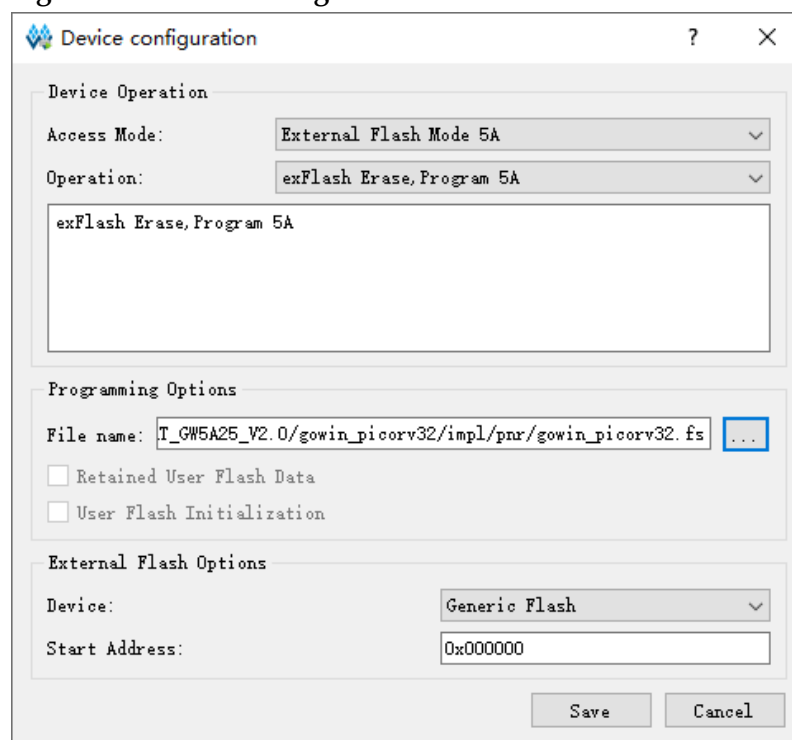 Device configuration ? ×
Device Operation
Access Mode: External Flash Mode 5A
Operation: exFlash Erase,Program 5A
exFlash Erase,Program 5A
Programming Options
File name: .T_GW5A25_V2.0/gowin_picorv32/impl/pnr/gowin_picorv32.fs ...
Retained User Flash Data
User Flash Initialization
External Flash Options
Device: Generic Flash
Start Address: 0x000000
Save Cancel